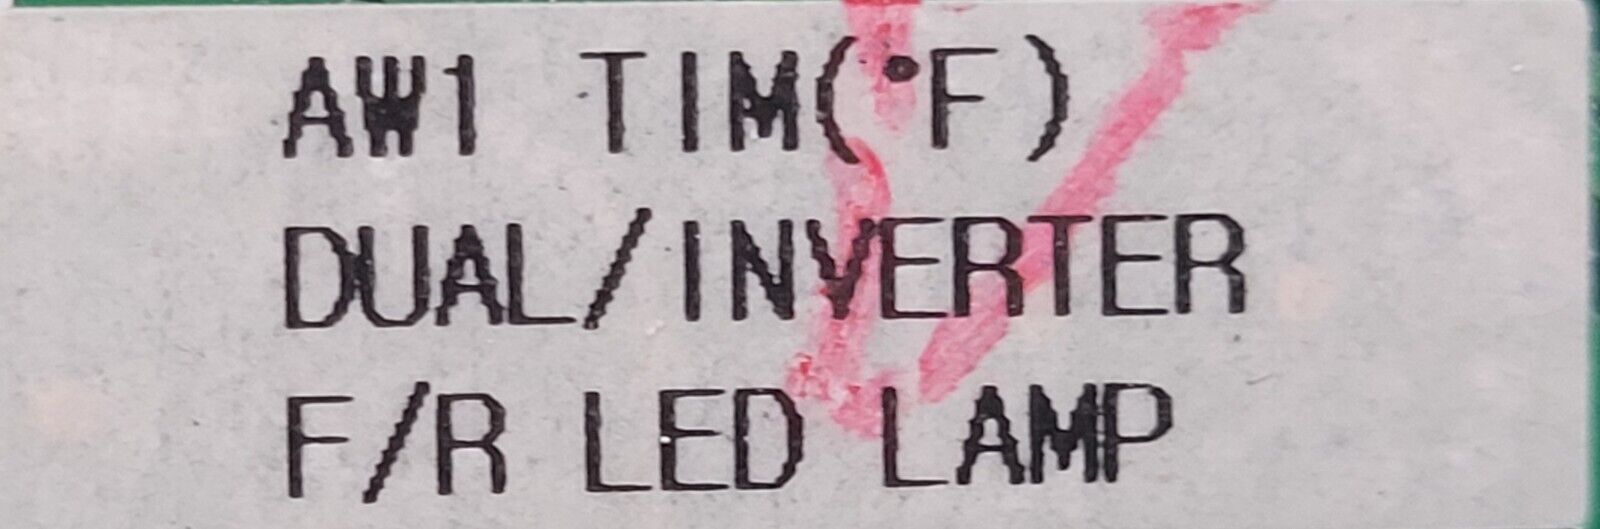 AW1 TIM(°F)
DUAL/INVERTER
F/R LED LAMP